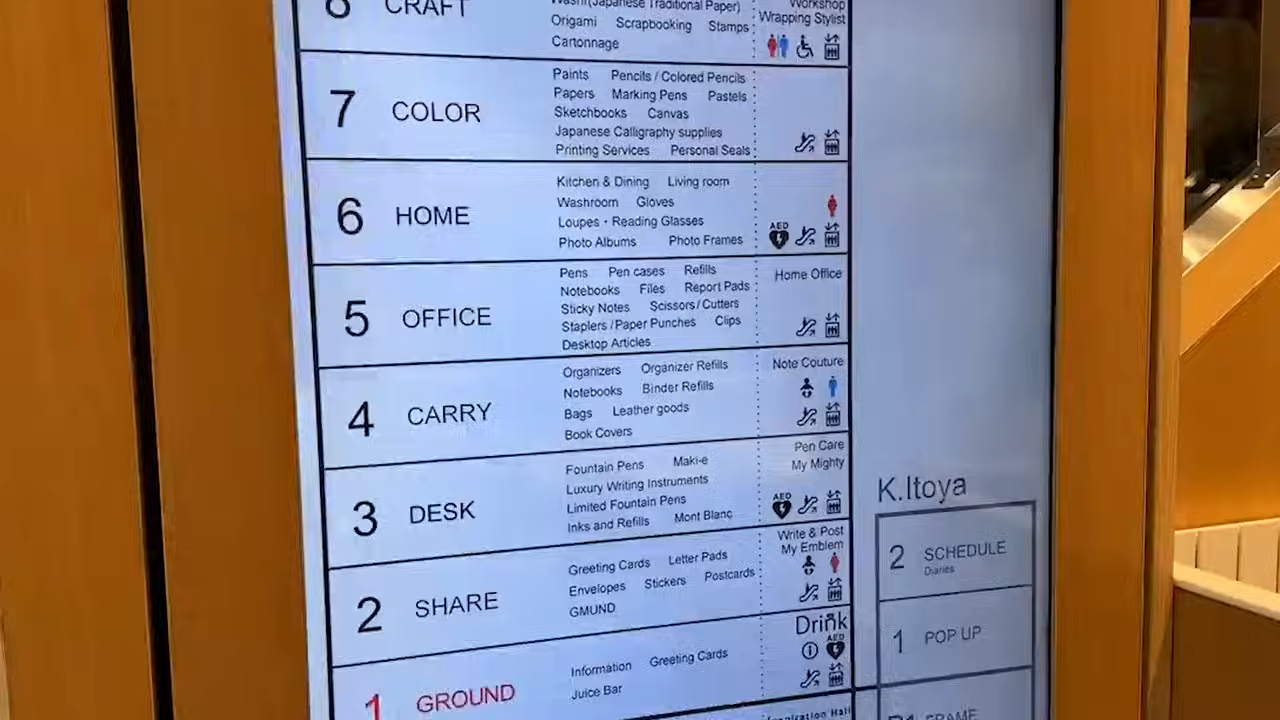 8 CRAFT
Washi(Japanese Traditional Paper)
Origami Scrapbooking Stamps
Cartonnage
Workshop
Wrapping Stylist
7 COLOR
Paints Pencils / Colored Pencils
Papers Marking Pens Pastels
Sketchbooks Canvas
Japanese Calligraphy supplies
Printing Services Personal Seals
6 HOME
Kitchen & Dining Living room
Washroom Gloves
Loupes・Reading Glasses
Photo Albums Photo Frames
AED
5 OFFICE
Pens Pen cases Refills
Notebooks Files Report Pads
Sticky Notes Scissors/Cutters
Staplers/Paper Punches Clips
Desktop Articles
Home Office
4 CARRY
Organizers Organizer Refills
Notebooks Binder Refills
Bags Leather goods
Book Covers
Note Couture
3 DESK
Fountain Pens Maki-e
Luxury Writing Instruments
Limited Fountain Pens
Inks and Refills Mont Blanc
Pen Care
My Mighty
AED
2 SHARE
Greeting Cards Letter Pads
Envelopes Stickers Postcards
GMUND
Write & Post
My Emblem
1 GROUND
Information Greeting Cards
Juice Bar
Drink
AED
Inspiration Hall
K.Itoya
2 SCHEDULE
Diaries
1 POP UP
B1 FRAME